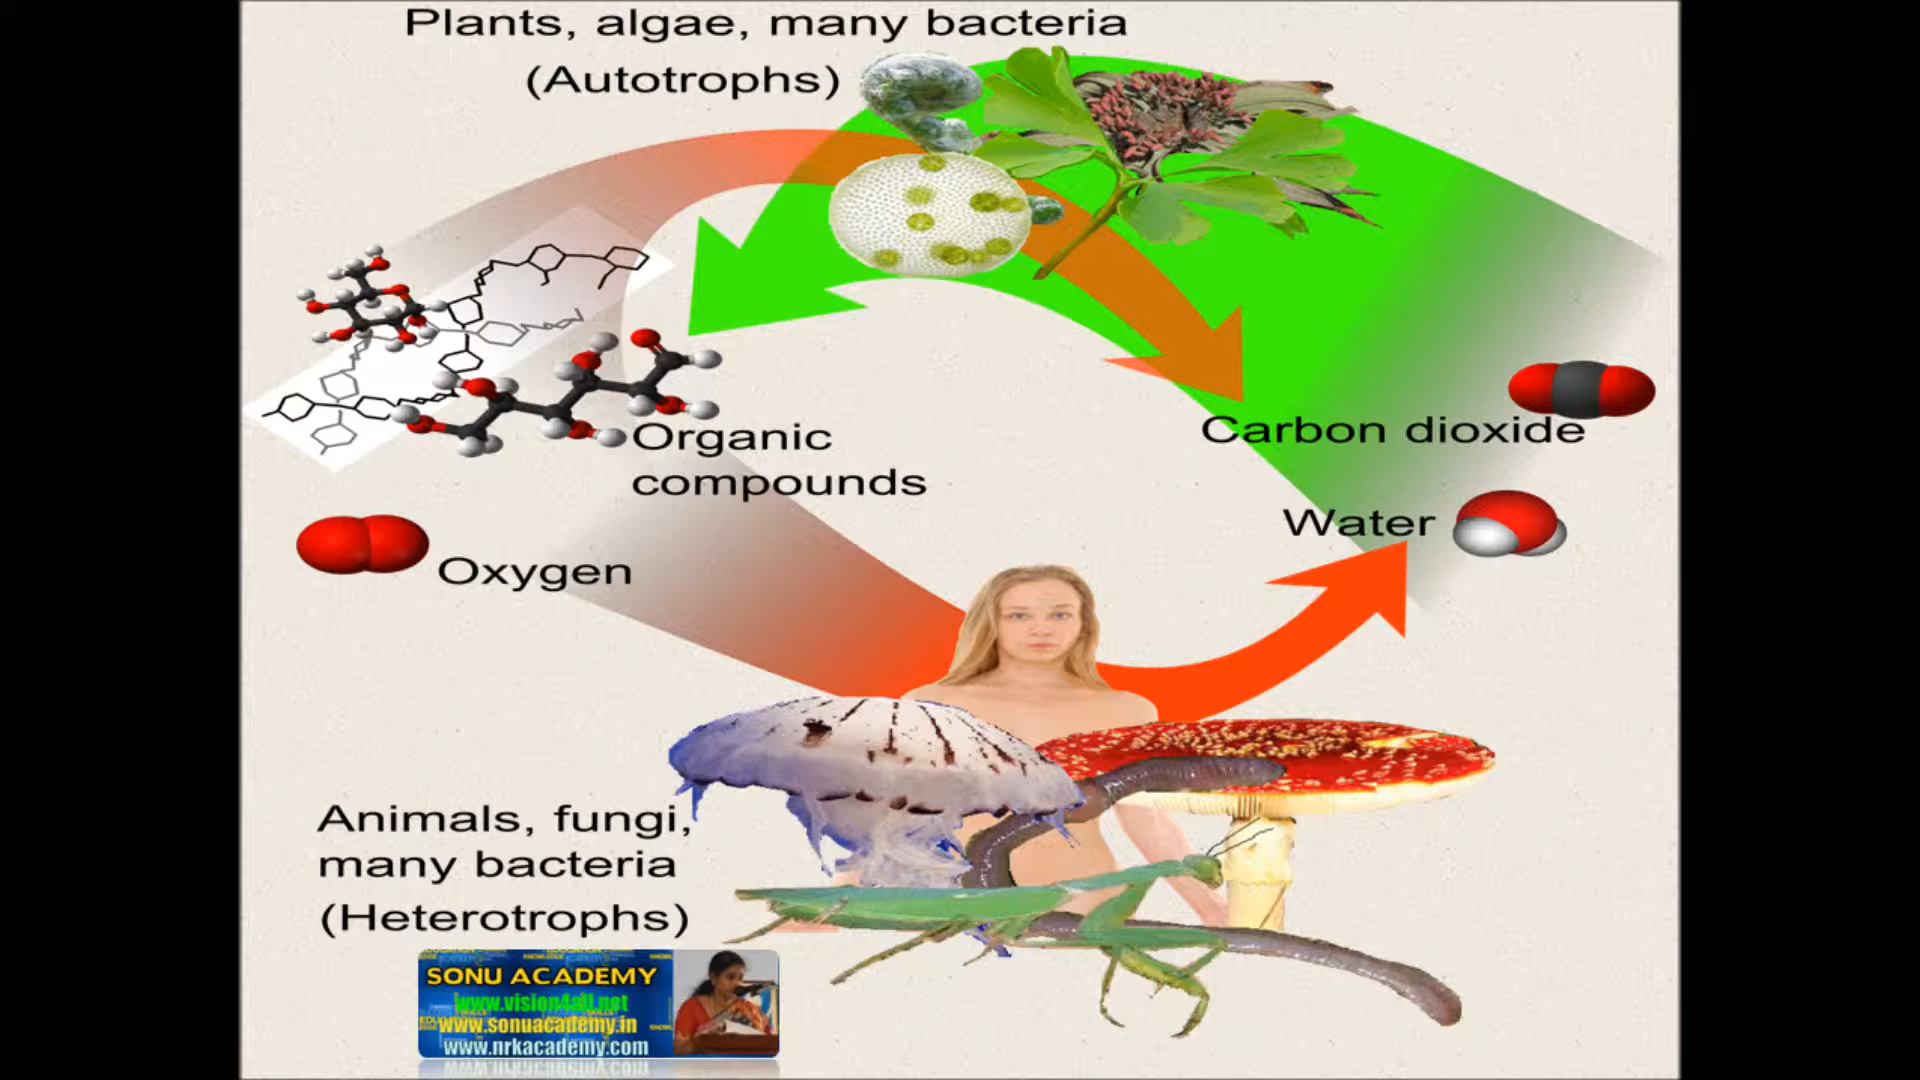 Plants, algae, many bacteria
(Autotrophs)
Organic
compounds
Carbon dioxide
Water
Oxygen
Animals, fungi,
many bacteria
(Heterotrophs)
SONU ACADEMY
www.vision4all.net
www.sonuacademy.in
www.nrkacademy.com